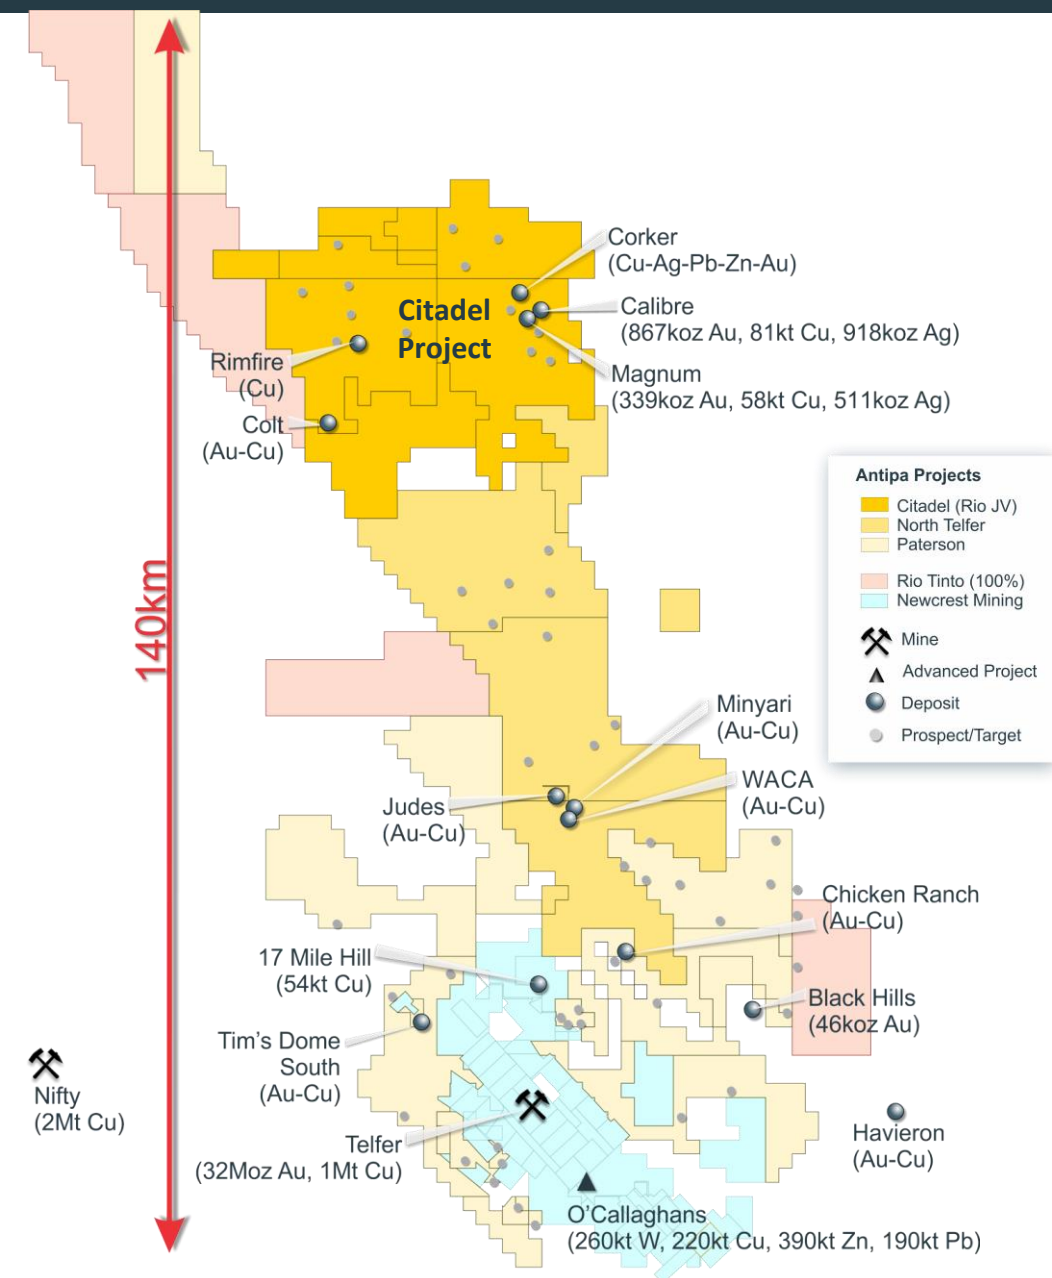 Corker
(Cu-Ag-Pb-Zn-Au)
Citadel
Project
Calibre
(867koz Au, 81kt Cu, 918koz Ag)
Rimfire
(Cu)
Magnum
(339koz Au, 58kt Cu, 511koz Ag)
Colt
(Au-Cu)
Antipa Projects
Citadel (Rio JV)
North Telfer
Paterson
Rio Tinto (100%)
Newcrest Mining
Mine
Advanced Project
Deposit
Prospect/Target
140km
Minyari
(Au-Cu)
WACA
(Au-Cu)
Judes
(Au-Cu)
Chicken Ranch
(Au-Cu)
17 Mile Hill
(54kt Cu)
Black Hills
(46koz Au)
Tim's Dome
South
(Au-Cu)
Nifty
(2Mt Cu)
Havieron
(Au-Cu)
Telfer
(32Moz Au, 1Mt Cu)
O'Callaghans
(260kt W, 220kt Cu, 390kt Zn, 190kt Pb)